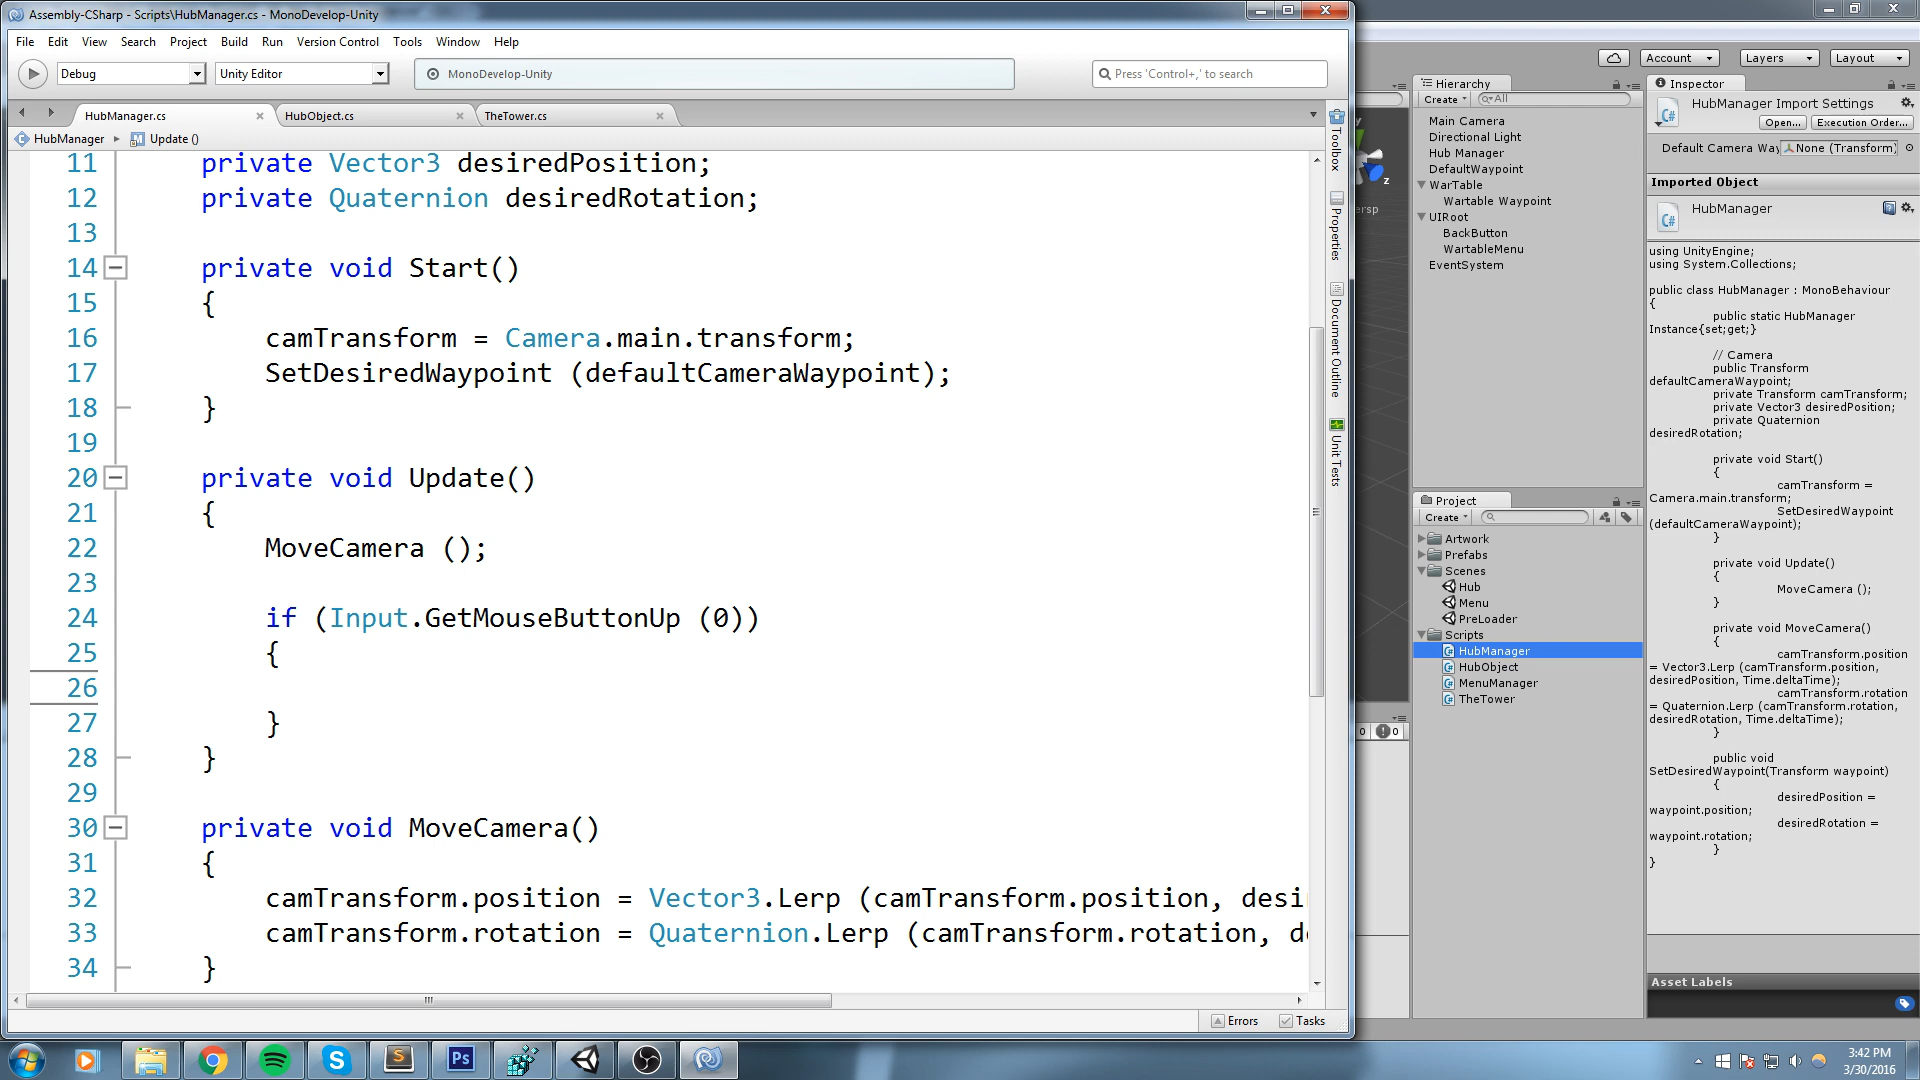 Assembly-CSharp - Scripts\HubManager.cs - MonoDevelop-Unity
File Edit View Search Project Build Run Version Control Tools Window Help
Debug Unity Editor MonoDevelop-Unity Press 'Control+,' to search
HubManager.cs HubObject.cs TheTower.cs
HubManager Update ()
11 private Vector3 desiredPosition;
12 private Quaternion desiredRotation;
13
14 private void Start()
15 {
16 camTransform = Camera.main.transform;
17 SetDesiredWaypoint (defaultCameraWaypoint);
18 }
19
20 private void Update()
21 {
22 MoveCamera ();
23
24 if (Input.GetMouseButtonUp (0))
25 {
26
27 }
28 }
29
30 private void MoveCamera()
31 {
32 camTransform.position = Vector3.Lerp (camTransform.position, desi
33 camTransform.rotation = Quaternion.Lerp (camTransform.rotation, d
34 }
Errors Tasks
Toolbox
Properties
Document Outline
Unit Tests
y
z
ersp
0 0
Account Layers Layout
Hierarchy
Create All
Main Camera
Directional Light
Hub Manager
DefaultWaypoint
WarTable
Wartable Waypoint
UIRoot
BackButton
WartableMenu
EventSystem
Project
Create
Artwork
Prefabs
Scenes
Hub
Menu
PreLoader
Scripts
HubManager
HubObject
MenuManager
TheTower
Inspector
HubManager Import Settings
Open... Execution Order...
Default Camera Way None (Transform)
Imported Object
HubManager
using UnityEngine;
using System.Collections;
public class HubManager : MonoBehaviour
{
public static HubManager
Instance{set;get;}
// Camera
public Transform
defaultCameraWaypoint;
private Transform camTransform;
private Vector3 desiredPosition;
private Quaternion
desiredRotation;
private void Start()
{
camTransform =
Camera.main.transform;
SetDesiredWaypoint
(defaultCameraWaypoint);
}
private void Update()
{
MoveCamera ();
}
private void MoveCamera()
{
camTransform.position
= Vector3.Lerp (camTransform.position,
desiredPosition, Time.deltaTime);
camTransform.rotation
= Quaternion.Lerp (camTransform.rotation,
desiredRotation, Time.deltaTime);
}
public void
SetDesiredWaypoint(Transform waypoint)
{
desiredPosition =
waypoint.position;
desiredRotation =
waypoint.rotation;
}
}
Asset Labels
3:42 PM
3/30/2016